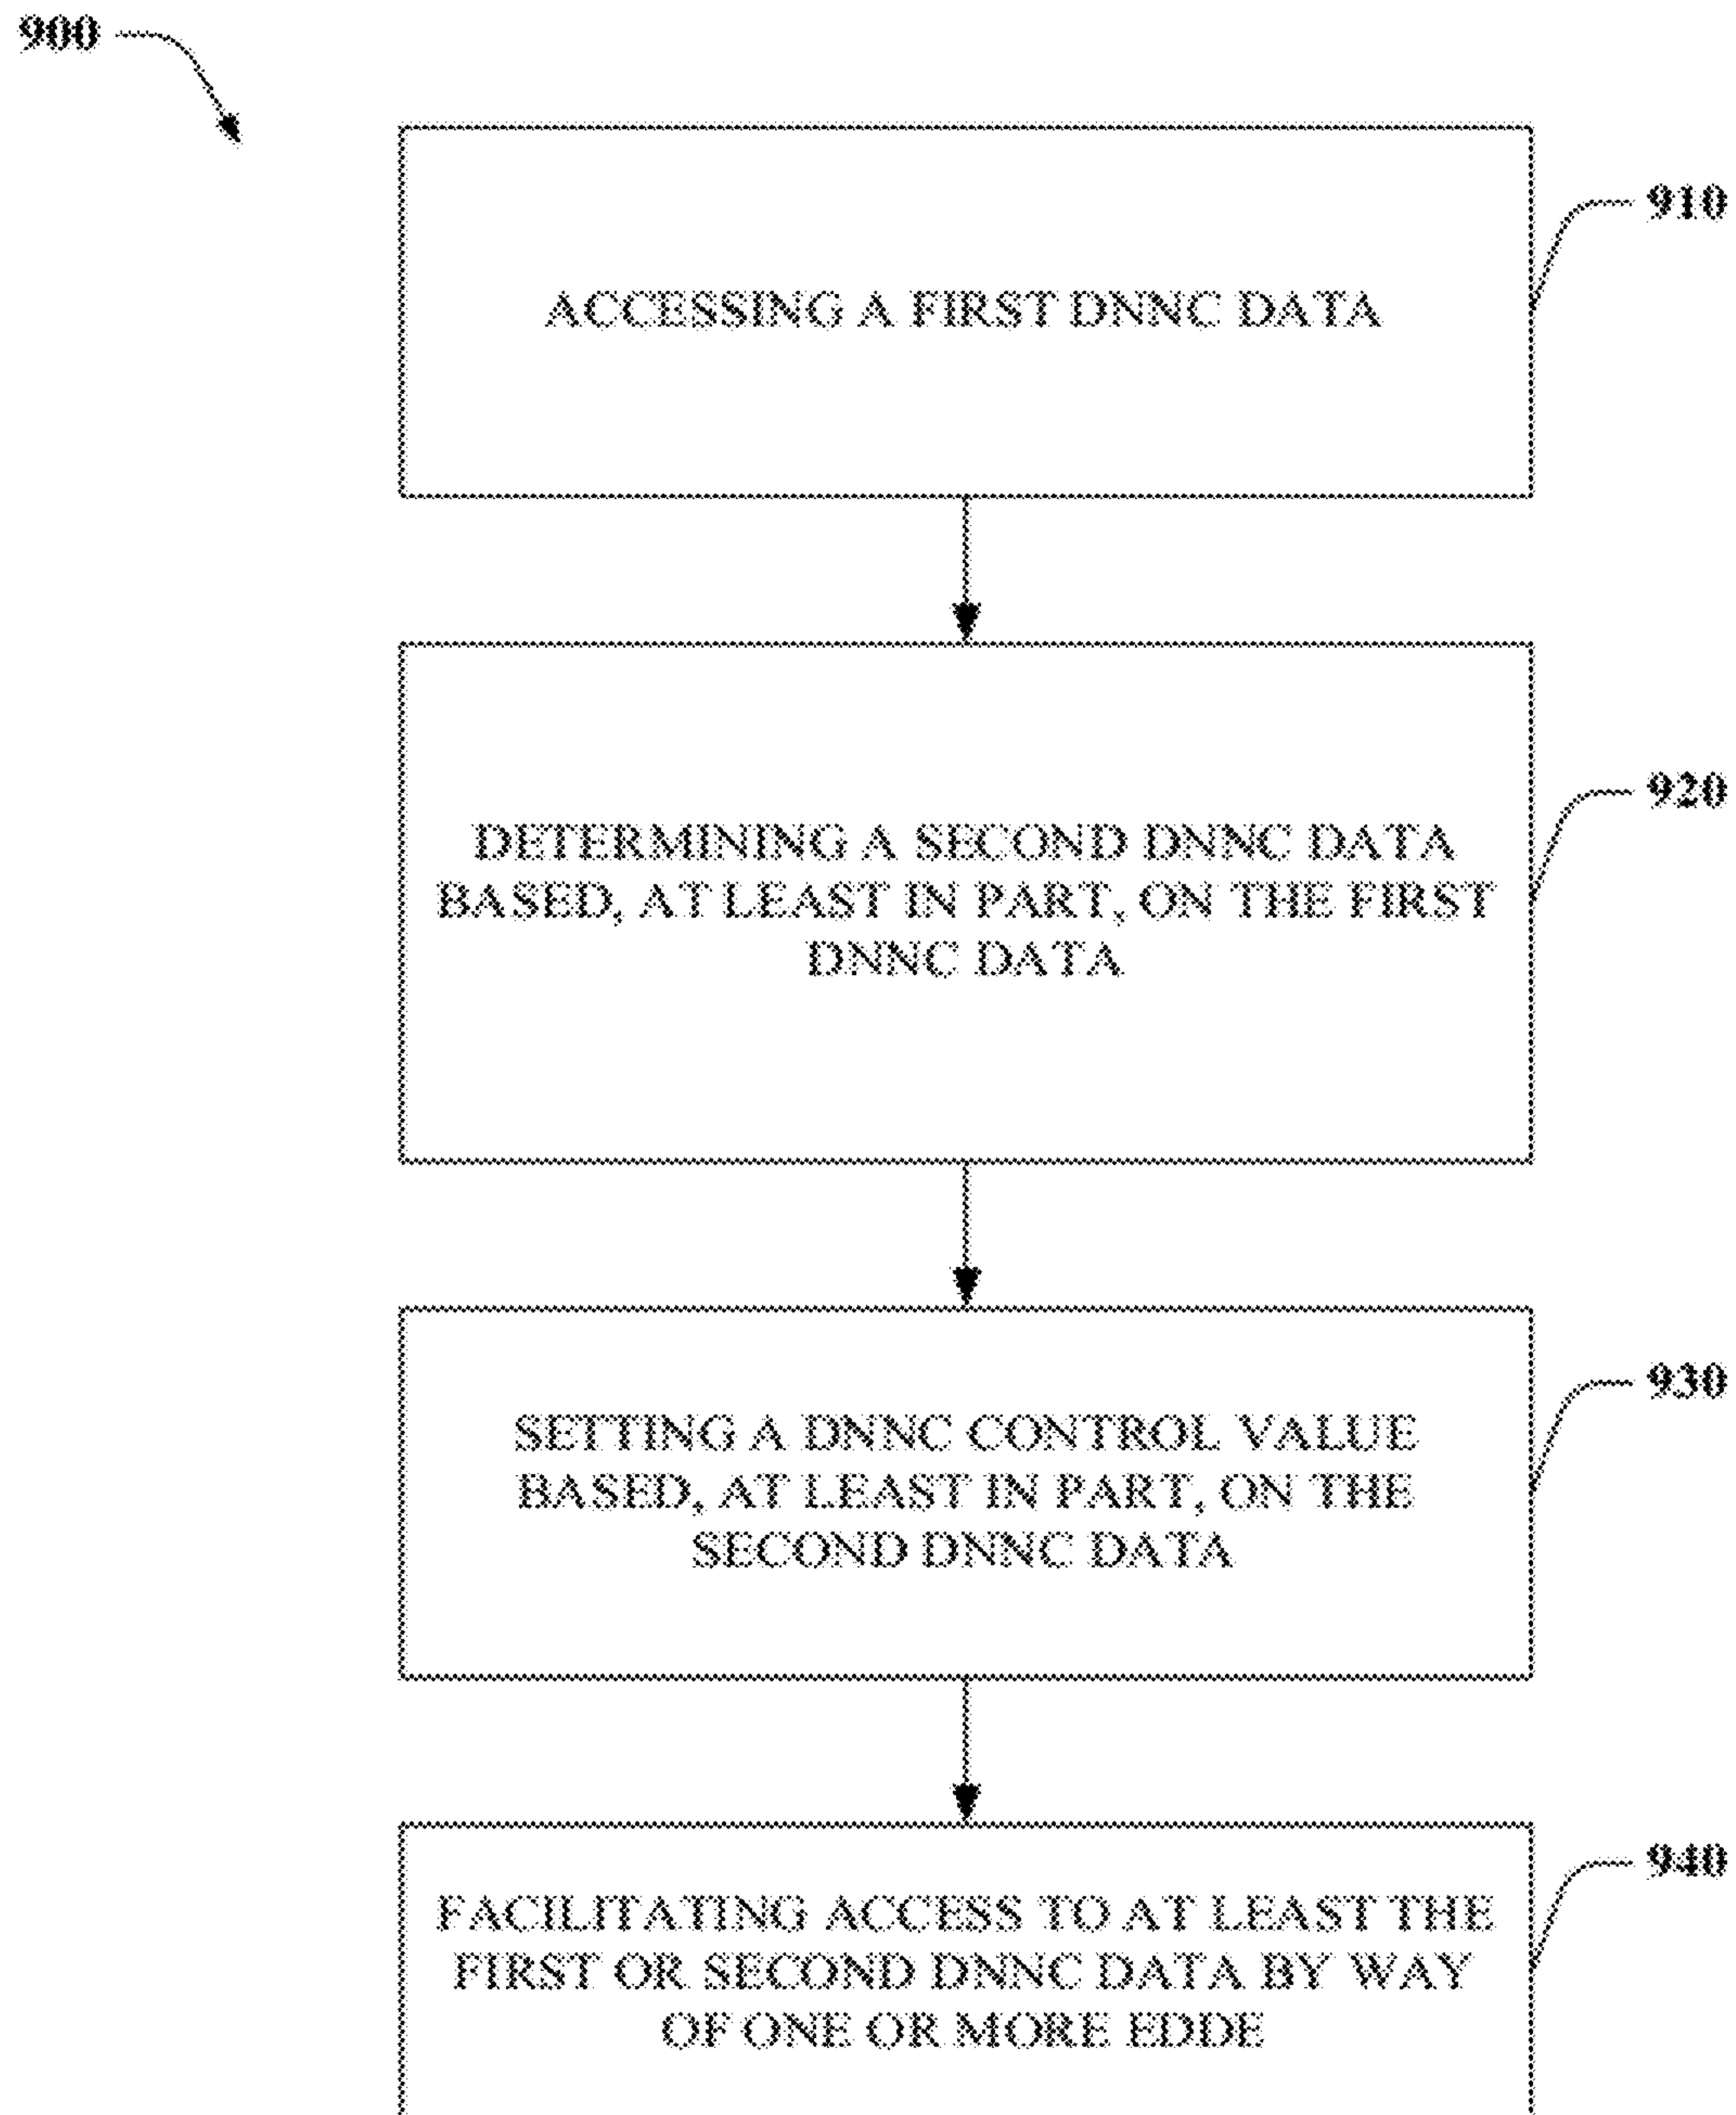 900
910
ACCESSING A FIRST DNNC DATA
920
DETERMINING A SECOND DNNC DATA
BASED, AT LEAST IN PART, ON THE FIRST
DNNC DATA
930
SETTING A DNNC CONTROL VALUE
BASED, AT LEAST IN PART, ON THE
SECOND DNNC DATA
940
FACILITATING ACCESS TO AT LEAST THE
FIRST OR SECOND DNNC DATA BY WAY
OF ONE OR MORE EDDE